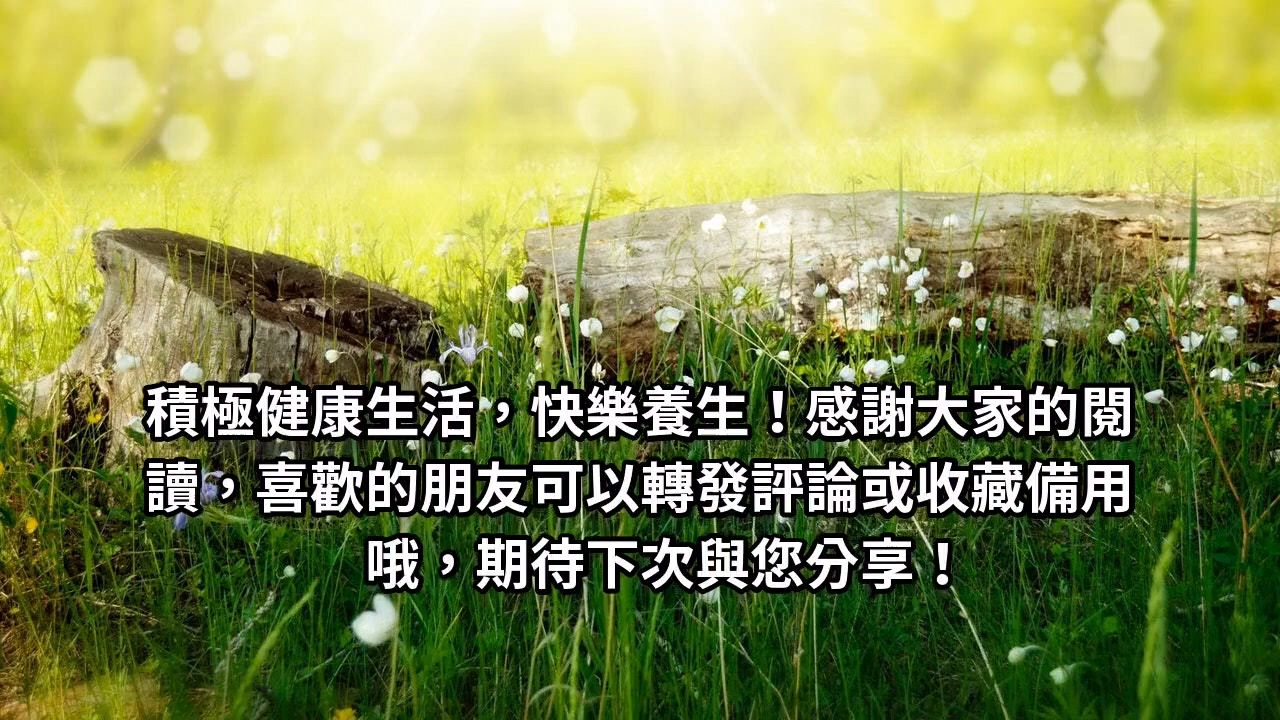 積極健康生活，快樂養生！感謝大家的閱
讀，喜歡的朋友可以轉發評論或收藏備用
哦，期待下次與您分享！